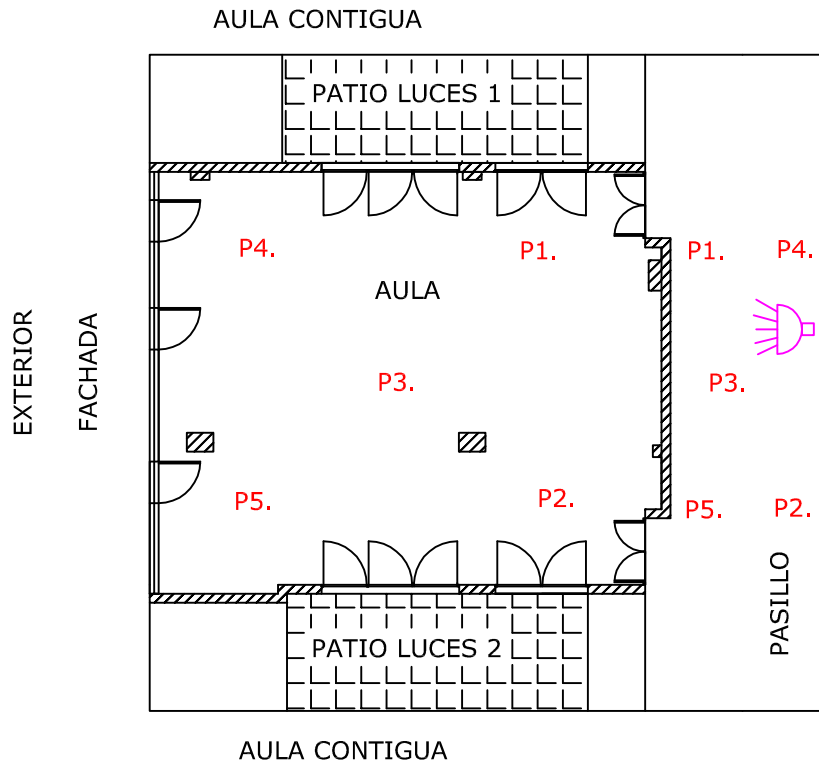 AULA CONTIGUA
PATIO LUCES 1
P4.
P1.
P1.
P4.
AULA
EXTERIOR
FACHADA
P3.
P3.
P5.
P2.
P5.
P2.
PASILLO
PATIO LUCES 2
AULA CONTIGUA